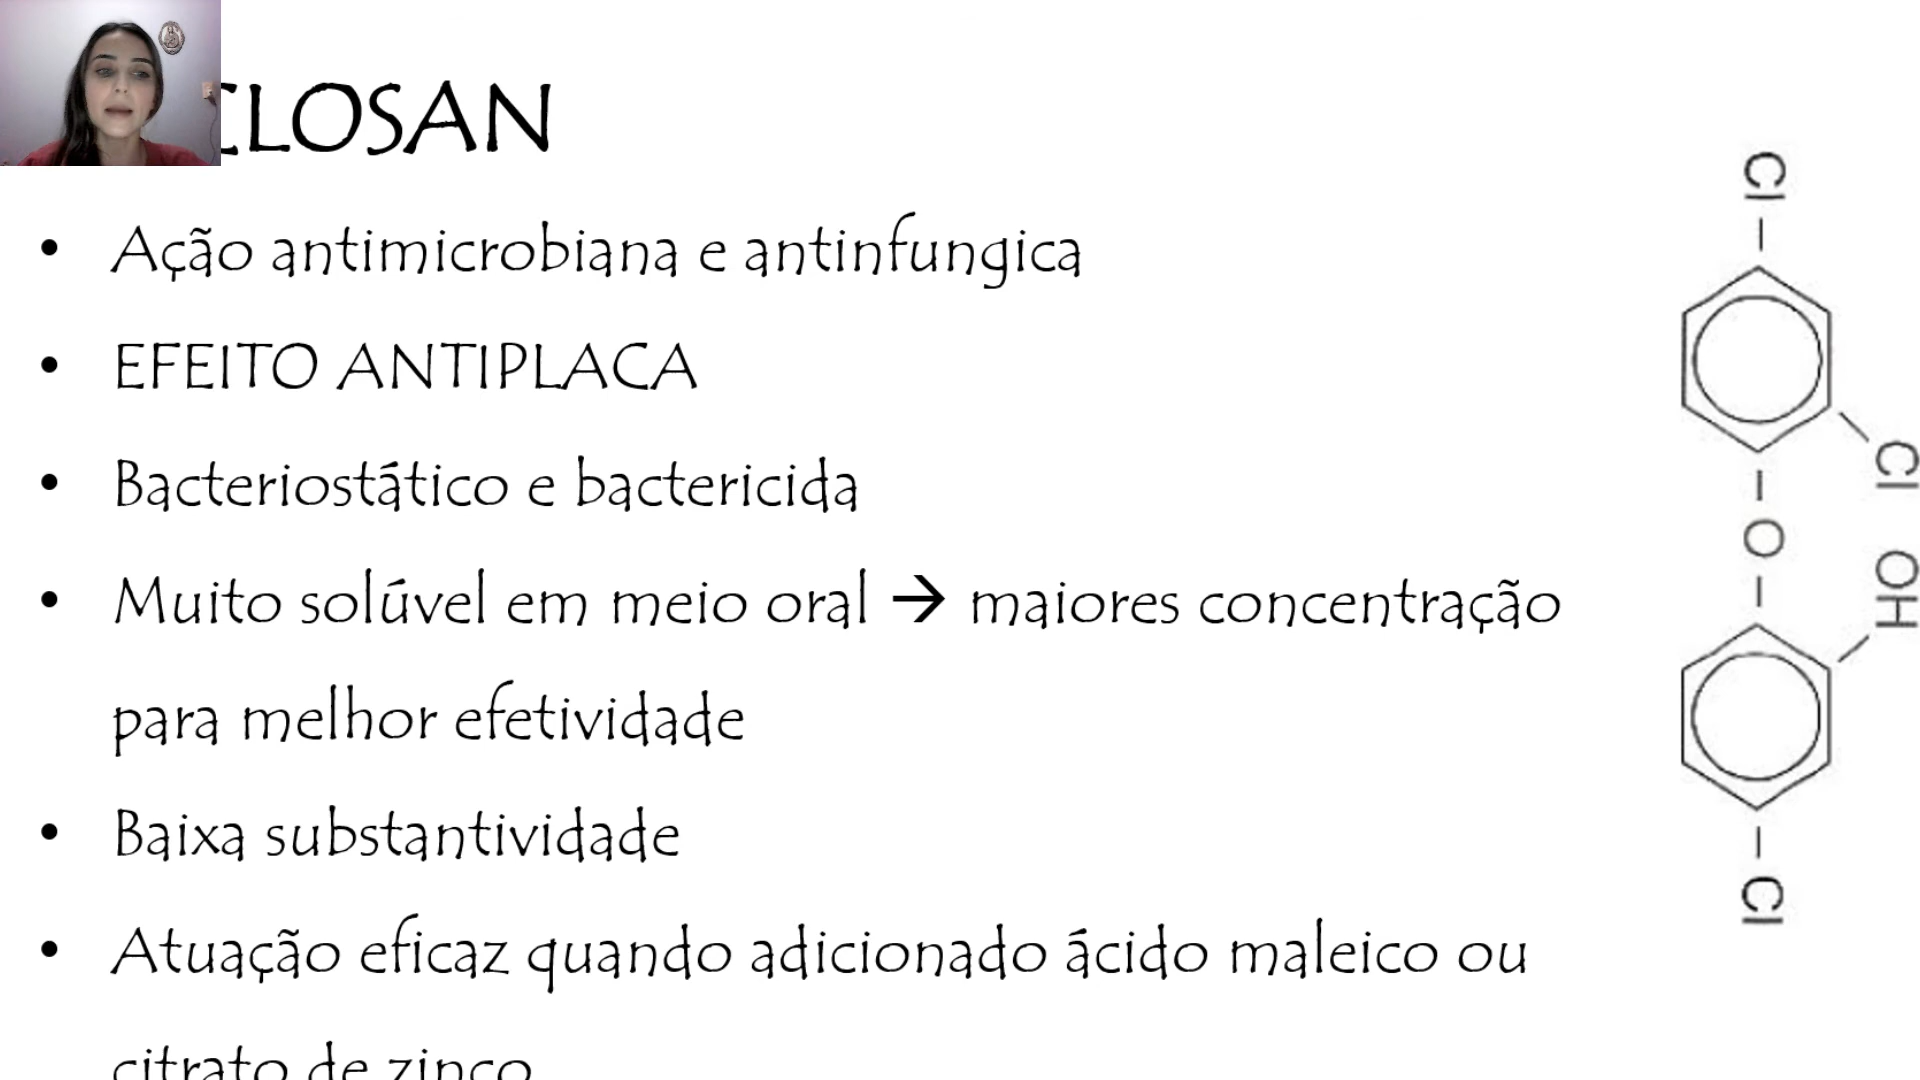 CLOSAN
• Ação antimicrobiana e antinfungica
• EFEITO ANTIPLACA
• Bacteriostático e bactericida
• Muito solúvel em meio oral → maiores concentração
para melhor efetividade
• Baixa substantividade
• Atuação eficaz quando adicionado ácido maleico ou
citrato de zinco
Cl
Cl
O
OH
Cl